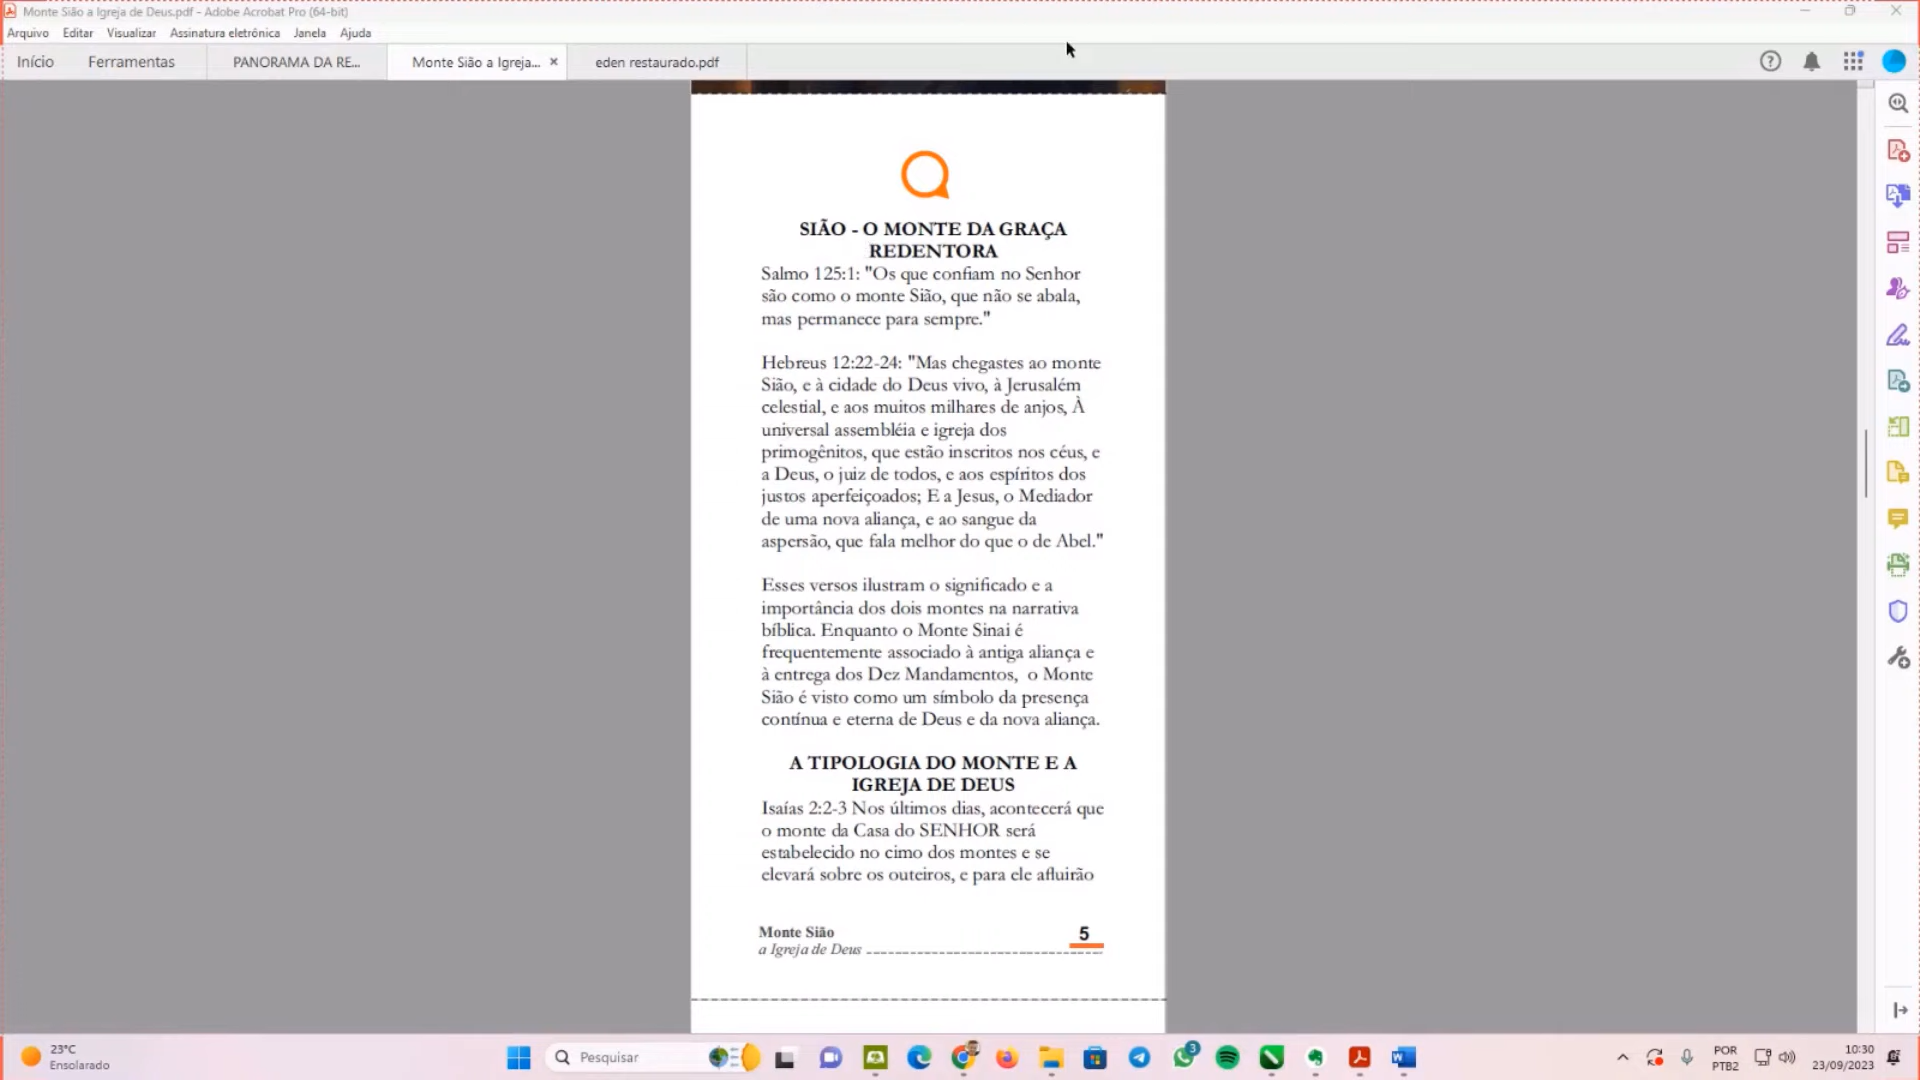 Monte Sião a Igreja de Deus.pdf - Adobe Acrobat Pro (64-bit)
Arquivo Editar Visualizar Assinatura eletrônica Janela Ajuda
Início Ferramentas PANORAMA DA RE... Monte Sião a Igreja... × eden restaurado.pdf
SIÃO - O MONTE DA GRAÇA
REDENTORA
Salmo 125:1: "Os que confiam no Senhor
são como o monte Sião, que não se abala,
mas permanece para sempre."
Hebreus 12:22-24: "Mas chegastes ao monte
Sião, e à cidade do Deus vivo, à Jerusalém
celestial, e aos muitos milhares de anjos, À
universal assembléia e igreja dos
primogênitos, que estão inscritos nos céus, e
a Deus, o juiz de todos, e aos espíritos dos
justos aperfeiçoados; E a Jesus, o Mediador
de uma nova aliança, e ao sangue da
aspersão, que fala melhor do que o de Abel."
Esses versos ilustram o significado e a
importância dos dois montes na narrativa
bíblica. Enquanto o Monte Sinai é
frequentemente associado à antiga aliança e
à entrega dos Dez Mandamentos, o Monte
Sião é visto como um símbolo da presença
contínua e eterna de Deus e da nova aliança.
A TIPOLOGIA DO MONTE E A
IGREJA DE DEUS
Isaías 2:2-3 Nos últimos dias, acontecerá que
o monte da Casa do SENHOR será
estabelecido no cimo dos montes e se
elevará sobre os outeiros, e para ele afluirão
Monte Sião 5
a Igreja de Deus
23°C
Ensolarado
Pesquisar
3
POR
PTB2
10:30
23/09/2023